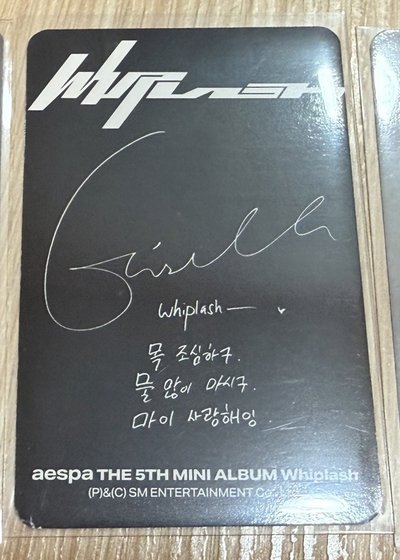 Whiplash
Giselle
Whiplash — ♥
목 조심하구.
물 많이 마시구.
마이 사랑해잉.
aespa THE 5TH MINI ALBUM Whiplash
(P)&(C) SM ENTERTAINMENT Co.